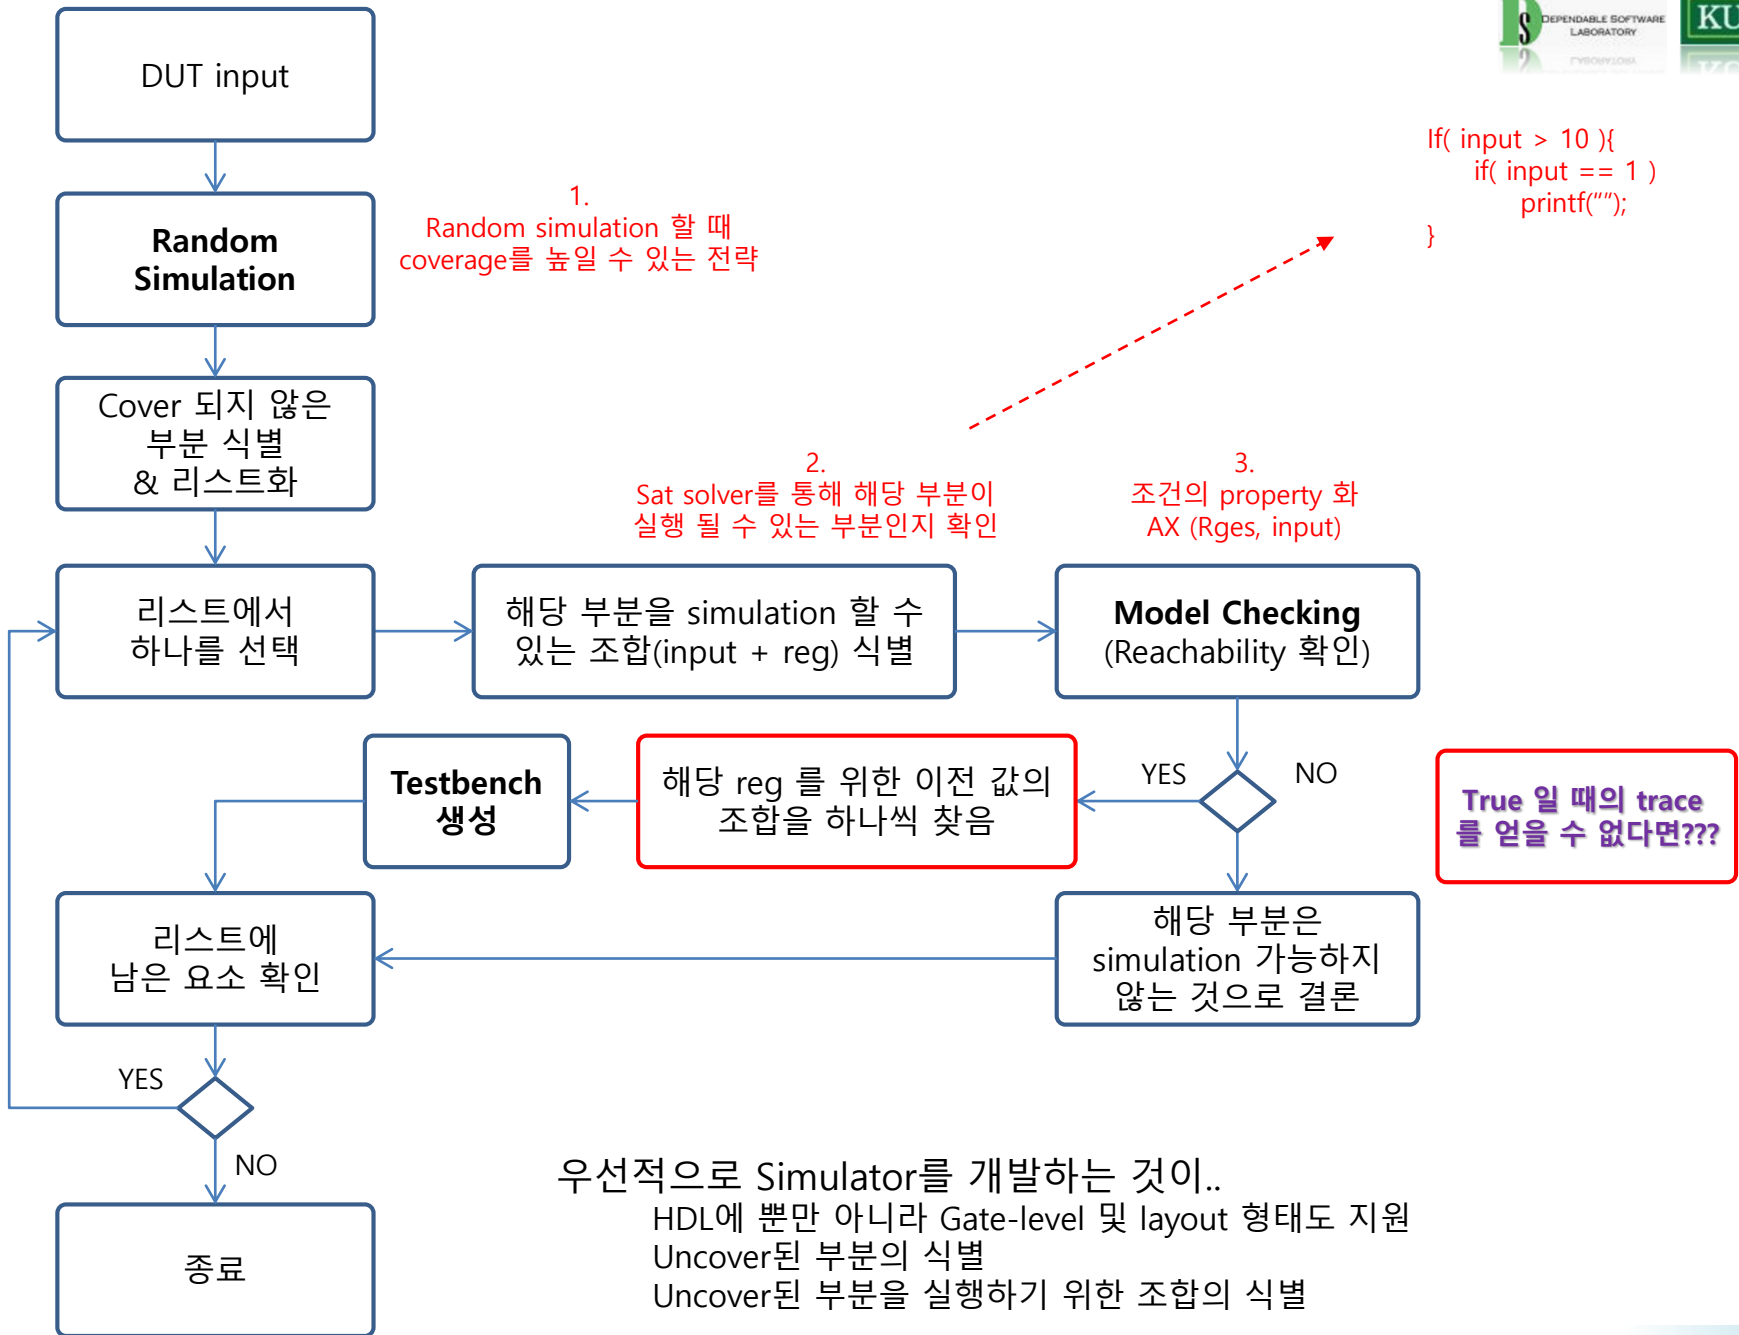 DEPENDABLE SOFTWARE
LABORATORY
KU
DUT input
If( input > 10 ){
if( input == 1 )
printf("");
}
Random
Simulation
1.
Random simulation 할 때
coverage를 높일 수 있는 전략
Cover 되지 않은
부분 식별
& 리스트화
2.
Sat solver를 통해 해당 부분이
실행 될 수 있는 부분인지 확인
3.
조건의 property 화
AX (Rges, input)
리스트에서
하나를 선택
해당 부분을 simulation 할 수
있는 조합(input + reg) 식별
Model Checking
(Reachability 확인)
Testbench
생성
해당 reg 를 위한 이전 값의
조합을 하나씩 찾음
YES
NO
True 일 때의 trace
를 얻을 수 없다면???
리스트에
남은 요소 확인
해당 부분은
simulation 가능하지
않는 것으로 결론
YES
NO
종료
우선적으로 Simulator를 개발하는 것이..
HDL에 뿐만 아니라 Gate-level 및 layout 형태도 지원
Uncover된 부분의 식별
Uncover된 부분을 실행하기 위한 조합의 식별